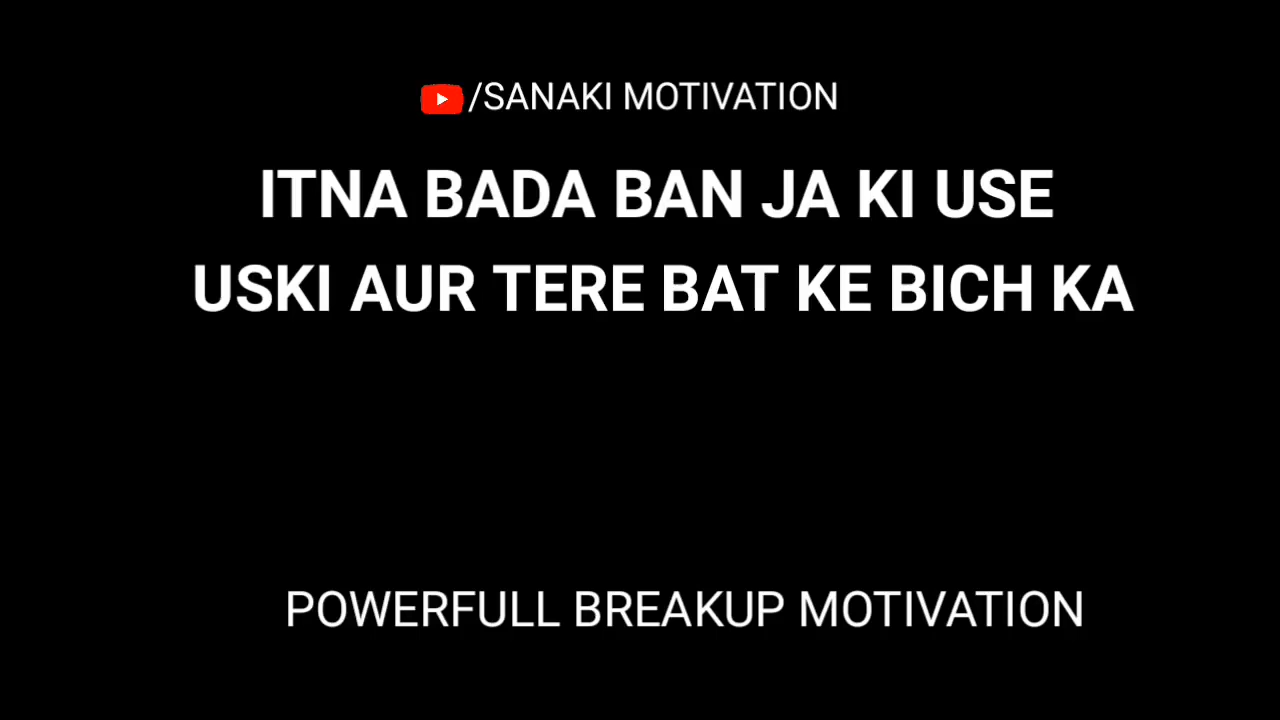 /SANAKI MOTIVATION
ITNA BADA BAN JA KI USE
USKI AUR TERE BAT KE BICH KA
POWERFULL BREAKUP MOTIVATION